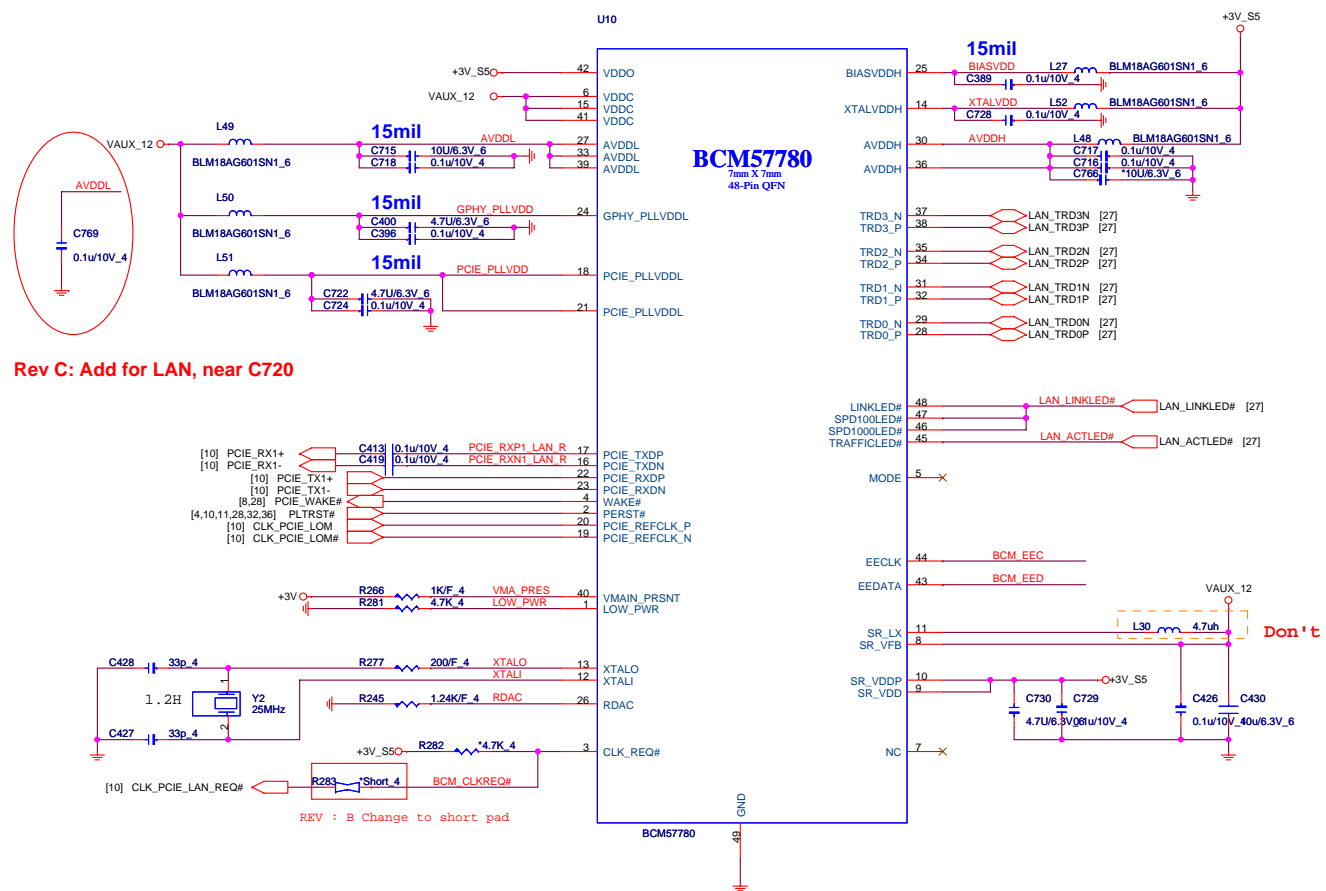 U10
+3V_S5
15mil
+3V_S5 42 VDDO
BIASVDDH 25 BIASVDD L27 BLM18AG601SN1_6
C389 0.1u/10V_4
VAUX_12 6 VDDC
15 VDDC
41 VDDC
XTALVDDH 14 XTALVDD L52 BLM18AG601SN1_6
C728 0.1u/10V_4
L49
15mil
VAUX_12 AVDDL 27 AVDDL
BLM18AG601SN1_6 C715 10U/6.3V_6 33 AVDDL
C718 0.1u/10V_4 39 AVDDL
BCM57780
7mm X 7mm
48-Pin QFN
AVDDH 30 AVDDH L48 BLM18AG601SN1_6
C717 0.1u/10V_4
AVDDH 36 C716 0.1u/10V_4
C766 *10U/6.3V_6
AVDDL
C769
0.1u/10V_4
L50
15mil
GPHY_PLLVDD 24 GPHY_PLLVDDL
BLM18AG601SN1_6 C400 4.7U/6.3V_6
C396 0.1u/10V_4
L51
15mil
PCIE_PLLVDD 18 PCIE_PLLVDDL
BLM18AG601SN1_6 C722 4.7U/6.3V_6
C724 0.1u/10V_4 21 PCIE_PLLVDDL
TRD3_N 37 LAN_TRD3N [27]
TRD3_P 38 LAN_TRD3P [27]
TRD2_N 35 LAN_TRD2N [27]
TRD2_P 34 LAN_TRD2P [27]
TRD1_N 31 LAN_TRD1N [27]
TRD1_P 32 LAN_TRD1P [27]
TRD0_N 29 LAN_TRD0N [27]
TRD0_P 28 LAN_TRD0P [27]
Rev C: Add for LAN, near C720
LINKLED# 48 LAN_LINKLED# LAN_LINKLED# [27]
SPD100LED# 47
SPD1000LED# 46
TRAFFICLED# 45 LAN_ACTLED# LAN_ACTLED# [27]
[10] PCIE_RX1+ C413 0.1u/10V_4 PCIE_RXP1_LAN_R 17 PCIE_TXDP
[10] PCIE_RX1- C419 0.1u/10V_4 PCIE_RXN1_LAN_R 16 PCIE_TXDN
[10] PCIE_TX1+ 22 PCIE_RXDP
[10] PCIE_TX1- 23 PCIE_RXDN
[8,28] PCIE_WAKE# 4 WAKE#
[4,10,11,28,32,36] PLTRST# 2 PERST#
[10] CLK_PCIE_LOM 20 PCIE_REFCLK_P
[10] CLK_PCIE_LOM# 19 PCIE_REFCLK_N
MODE 5
EECLK 44 BCM_EEC
EEDATA 43 BCM_EED
+3V R266 1K/F_4 VMA_PRES 40 VMAIN_PRSNT
R281 4.7K_4 LOW_PWR 1 LOW_PWR
VAUX_12
SR_LX 11 L30 4.7uh Don't
SR_VFB 8
C428 33p_4 R277 200/F_4 XTALO 13 XTALO
XTALI 12 XTALI
1.2H 1 Y2
25MHz
2
R245 1.24K/F_4 RDAC 26 RDAC
C427 33p_4
SR_VDDP 10 +3V_S5
SR_VDD 9
C730 C729 C426 C430
4.7U/6.3V_6 0.1u/10V_4 0.1u/10V_4 10u/6.3V_6
+3V_S5 R282 *4.7K_4 3 CLK_REQ#
NC 7
[10] CLK_PCIE_LAN_REQ# R283 *Short_4 BCM_CLKREQ#
REV : B Change to short pad
GND
BCM57780
49